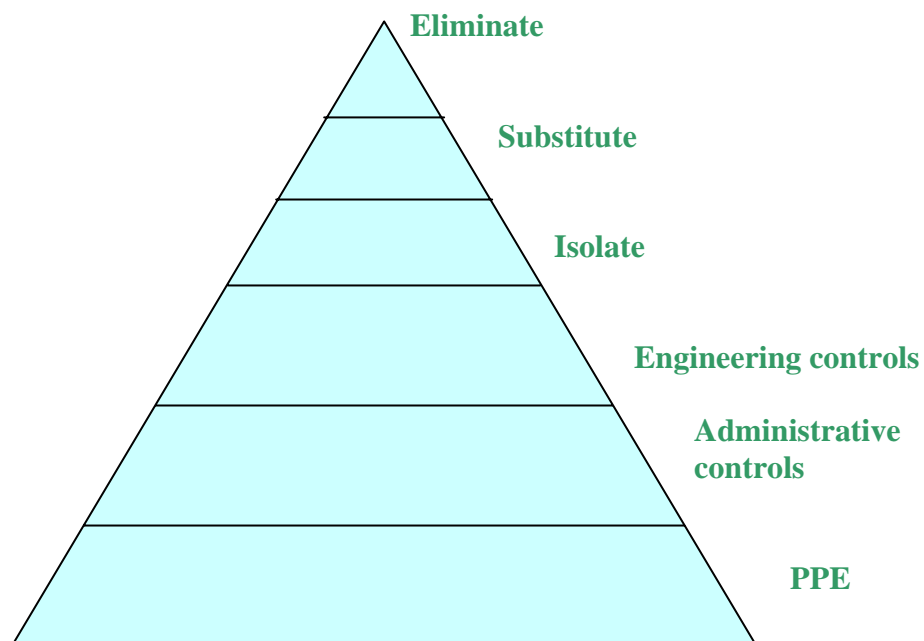 Eliminate
Substitute
Isolate
Engineering controls
Administrative
controls
PPE